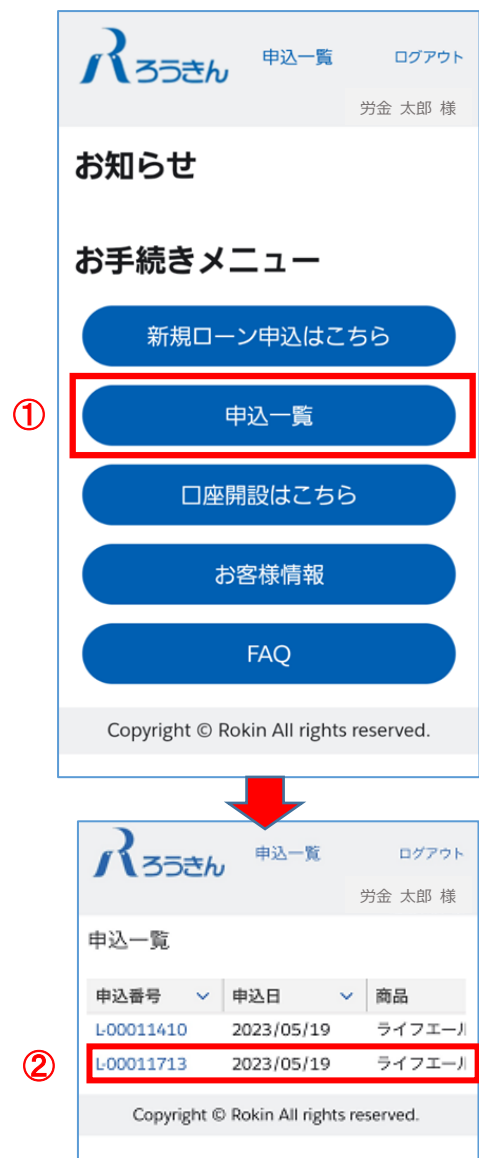 ろうきん 申込一覧 ログアウト
労金 太郎 様
お知らせ
お手続きメニュー
新規ローン申込はこちら
① 申込一覧
口座開設はこちら
お客様情報
FAQ
Copyright © Rokin All rights reserved.
ろうきん 申込一覧 ログアウト
労金 太郎 様
申込一覧
申込番号 申込日 商品
L-00011410 2023/05/19 ライフエール
② L-00011713 2023/05/19 ライフエール
Copyright © Rokin All rights reserved.